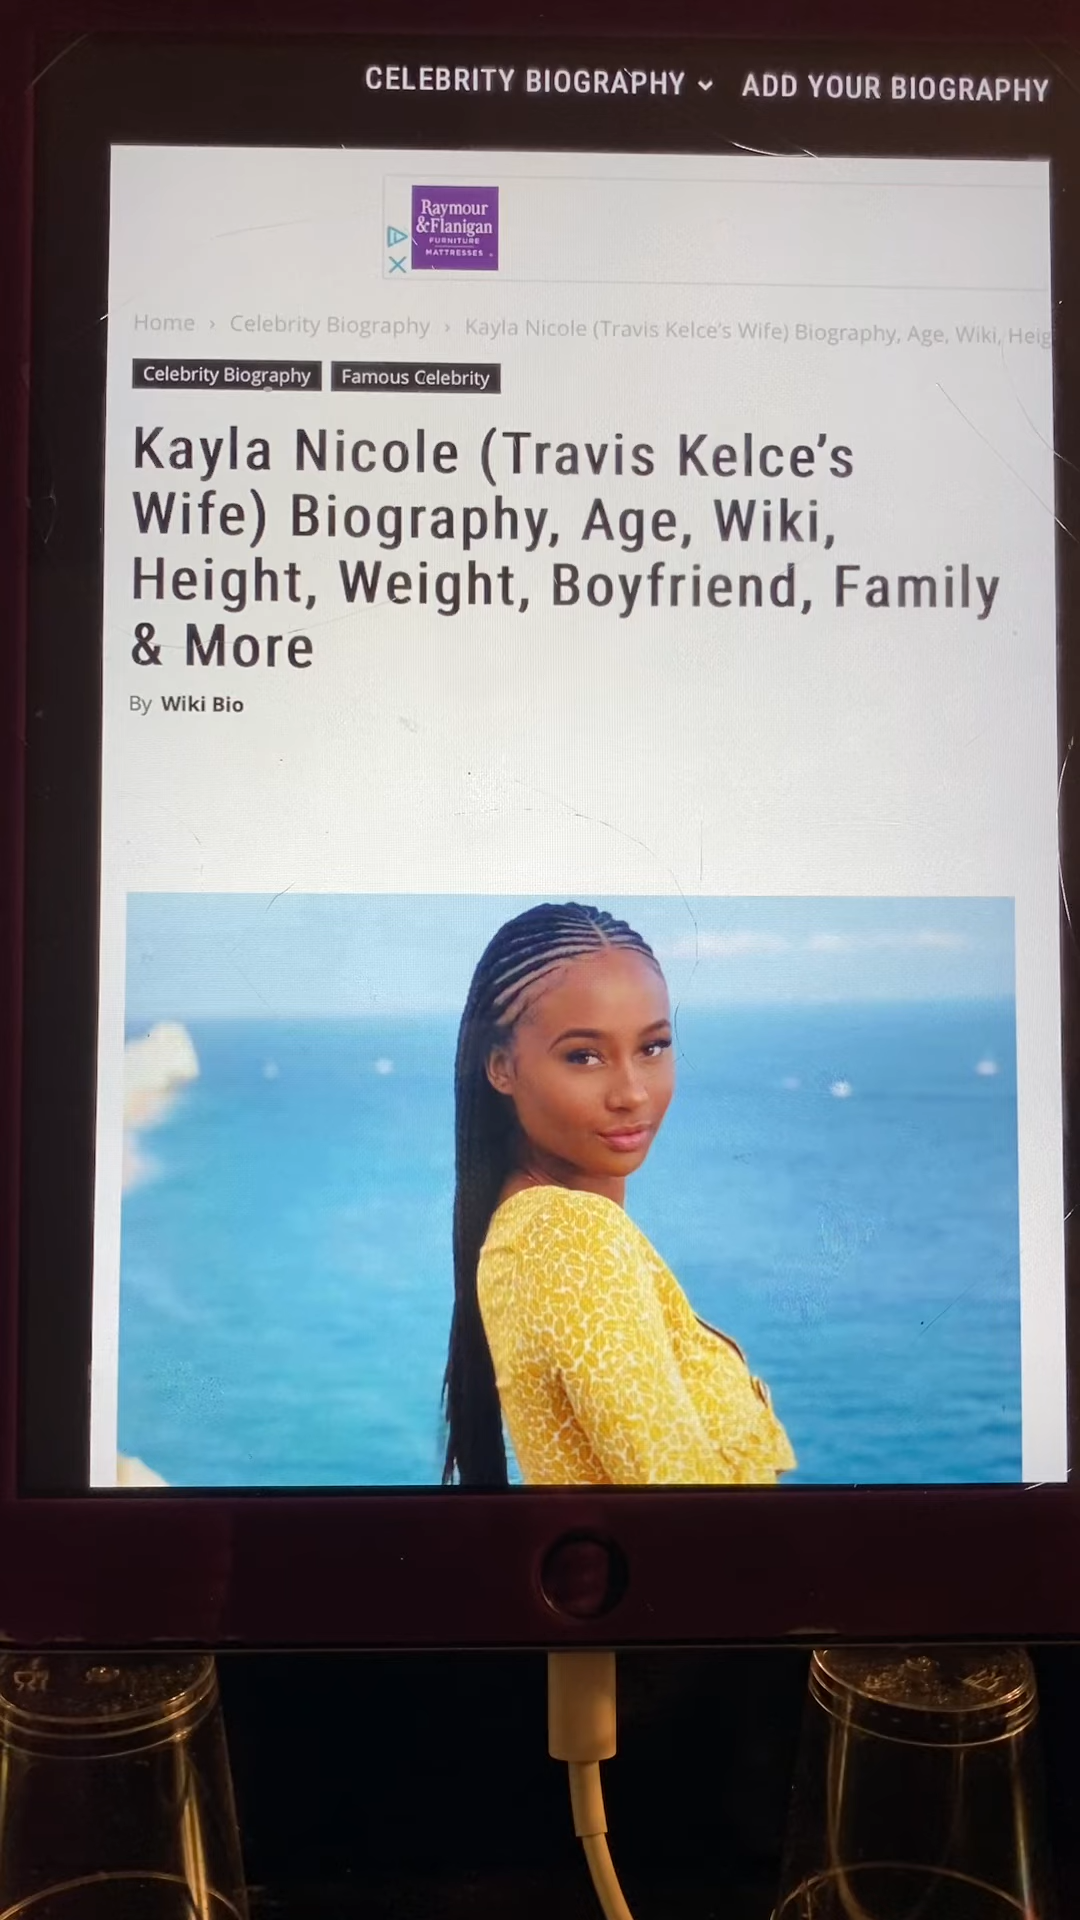 CELEBRITY BIOGRAPHY ADD YOUR BIOGRAPHY
Raymour
&Flanigan
FURNITURE
MATTRESSES
Home › Celebrity Biography › Kayla Nicole (Travis Kelce's Wife) Biography, Age, Wiki, Heig
Celebrity Biography Famous Celebrity
Kayla Nicole (Travis Kelce's
Wife) Biography, Age, Wiki,
Height, Weight, Boyfriend, Family
& More
By Wiki Bio